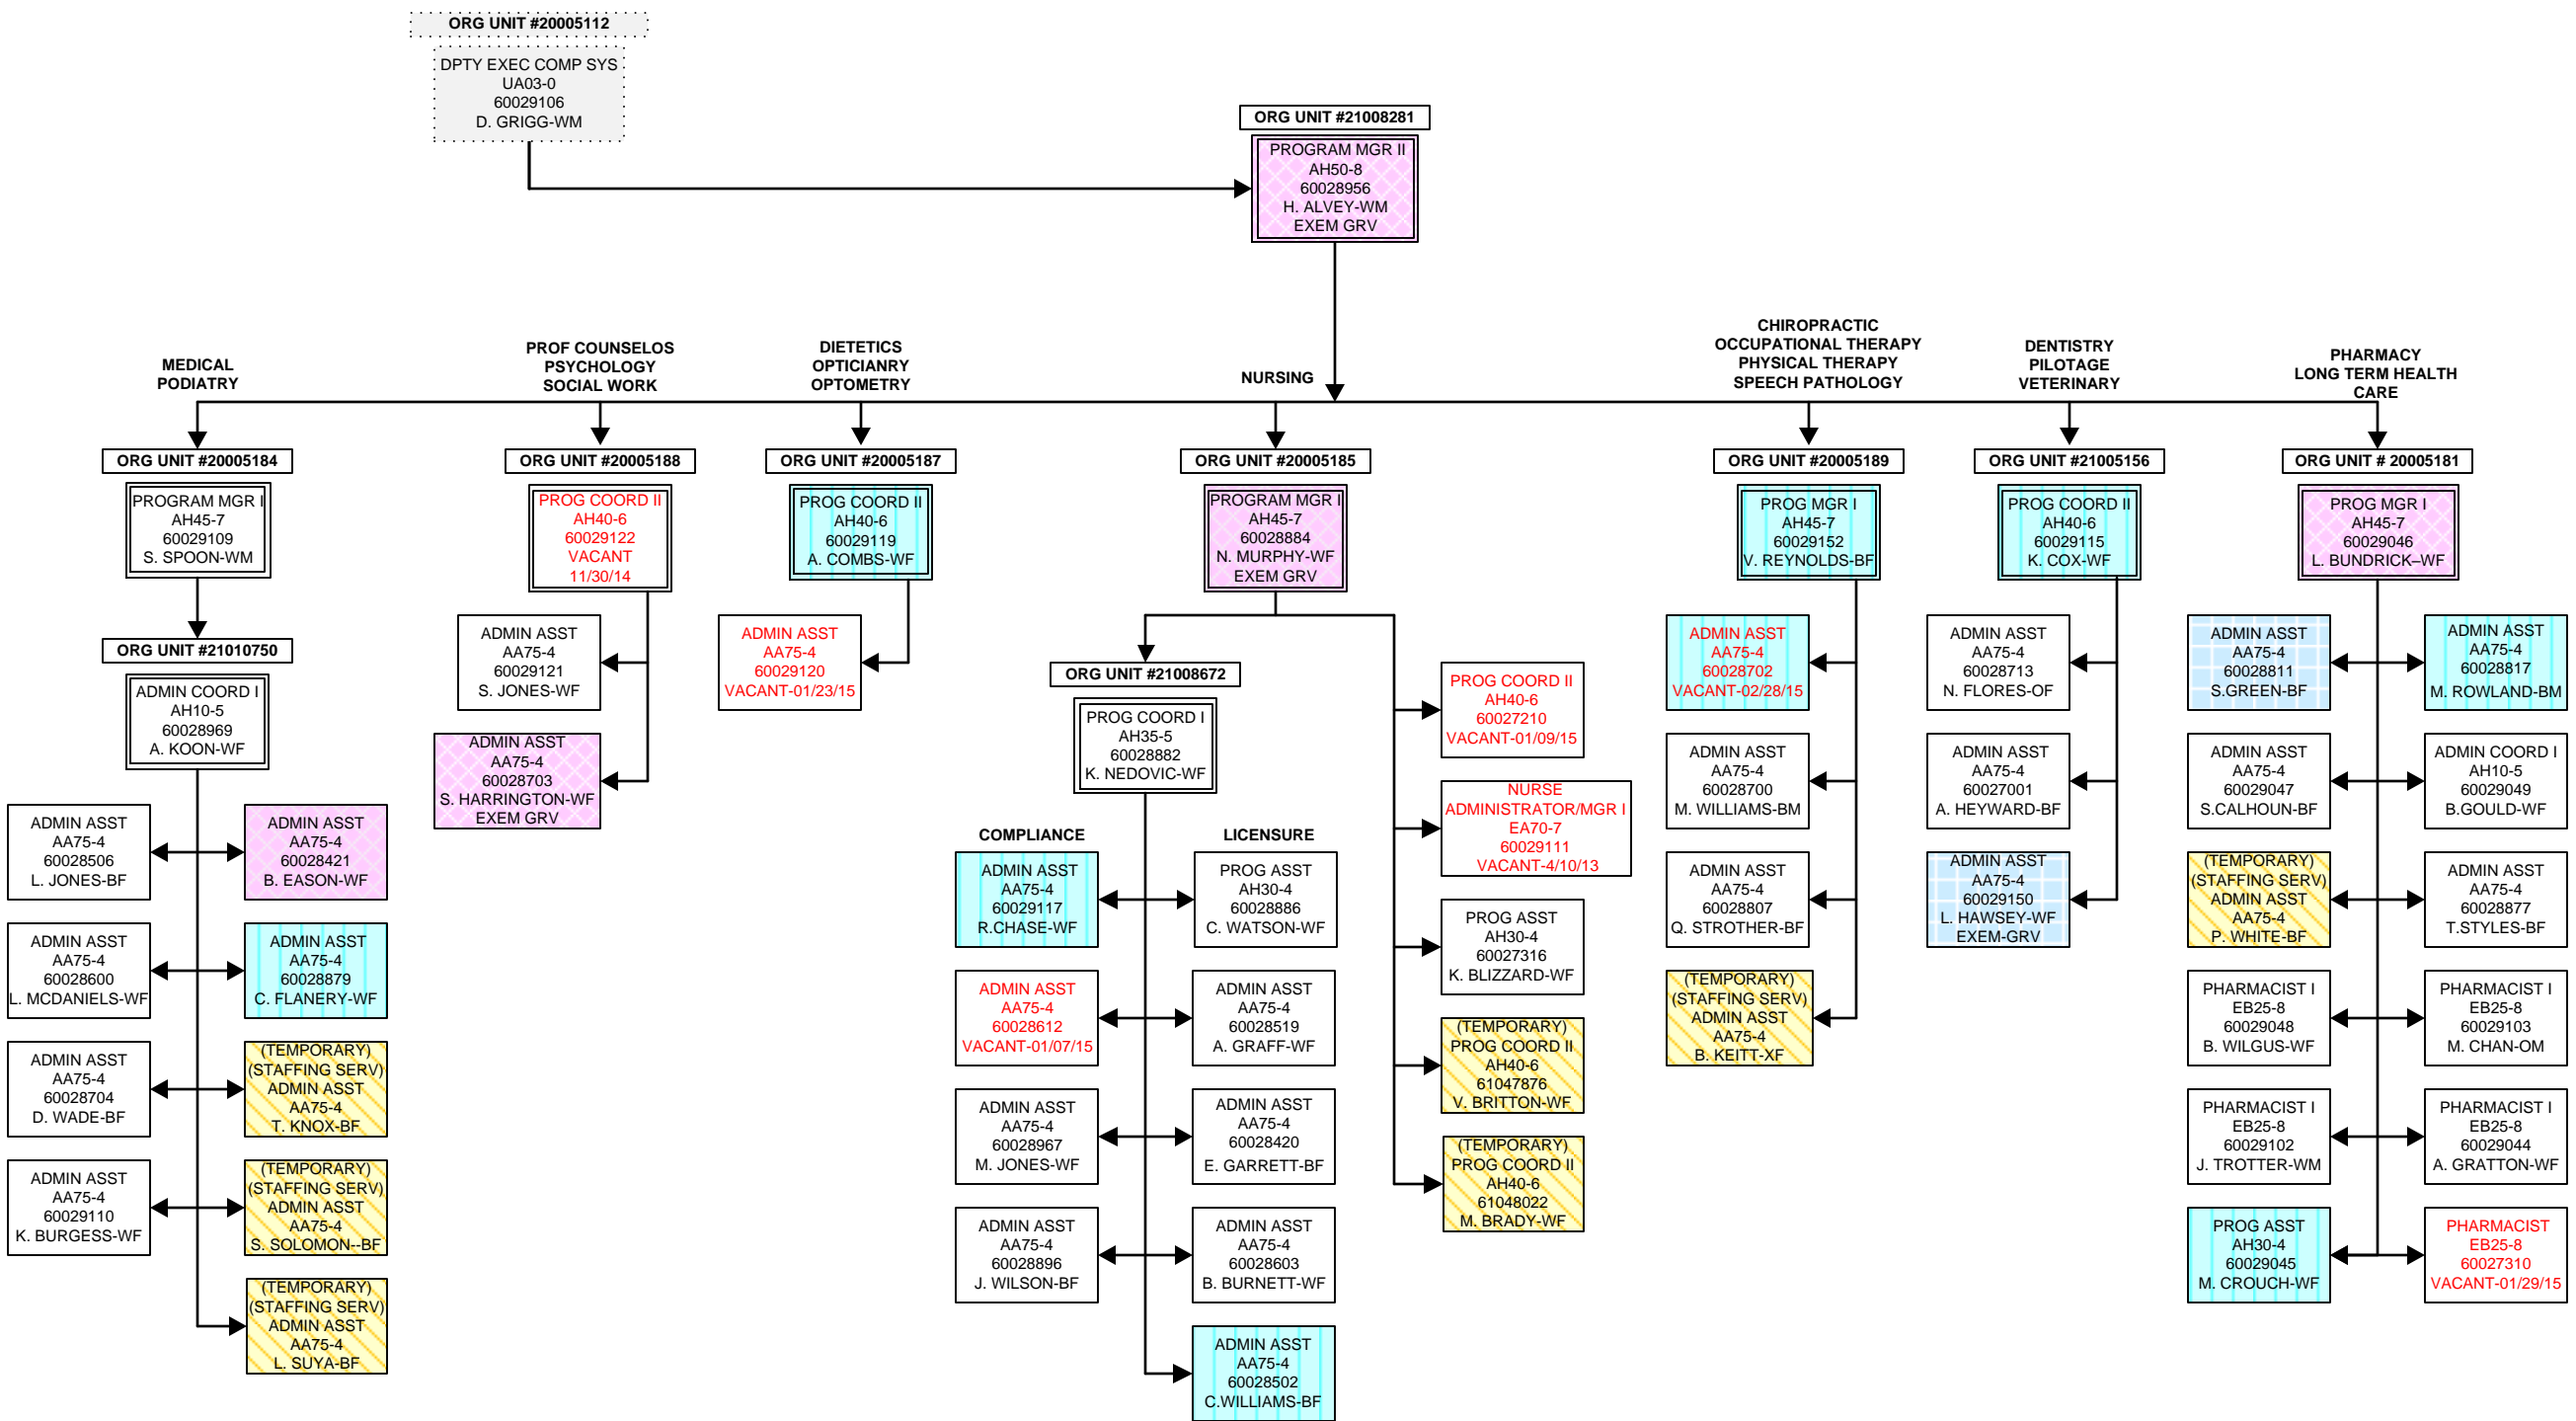 ORG UNIT #20005112
DPTY EXEC COMP SYS
UA03-0
60029106
D. GRIGG-WM
ORG UNIT #21008281
PROGRAM MGR II
AH50-8
60028956
H. ALVEY-WM
EXEM GRV
MEDICAL
PODIATRY
ORG UNIT #20005184
PROGRAM MGR I
AH45-7
60029109
S. SPOON-WM
ORG UNIT #21010750
ADMIN COORD I
AH10-5
60028969
A. KOON-WF
ADMIN ASST
AA75-4
60028506
L. JONES-BF
ADMIN ASST
AA75-4
60028421
B. EASON-WF
ADMIN ASST
AA75-4
60028600
L. MCDANIELS-WF
ADMIN ASST
AA75-4
60028879
C. FLANERY-WF
ADMIN ASST
AA75-4
60028704
D. WADE-BF
(TEMPORARY)
(STAFFING SERV)
ADMIN ASST
AA75-4
T. KNOX-BF
ADMIN ASST
AA75-4
60029110
K. BURGESS-WF
(TEMPORARY)
(STAFFING SERV)
ADMIN ASST
AA75-4
S. SOLOMON--BF
(TEMPORARY)
(STAFFING SERV)
ADMIN ASST
AA75-4
L. SUYA-BF
PROF COUNSELOS
PSYCHOLOGY
SOCIAL WORK
ORG UNIT #20005188
PROG COORD II
AH40-6
60029122
VACANT
11/30/14
ADMIN ASST
AA75-4
60029121
S. JONES-WF
ADMIN ASST
AA75-4
60028703
S. HARRINGTON-WF
EXEM GRV
DIETETICS
OPTICIANRY
OPTOMETRY
ORG UNIT #20005187
PROG COORD II
AH40-6
60029119
A. COMBS-WF
ADMIN ASST
AA75-4
60029120
VACANT-01/23/15
NURSING
ORG UNIT #20005185
PROGRAM MGR I
AH45-7
60028884
N. MURPHY-WF
EXEM GRV
ORG UNIT #21008672
PROG COORD I
AH35-5
60028882
K. NEDOVIC-WF
COMPLIANCE
LICENSURE
ADMIN ASST
AA75-4
60029117
R.CHASE-WF
PROG ASST
AH30-4
60028886
C. WATSON-WF
ADMIN ASST
AA75-4
60028612
VACANT-01/07/15
ADMIN ASST
AA75-4
60028519
A. GRAFF-WF
ADMIN ASST
AA75-4
60028967
M. JONES-WF
ADMIN ASST
AA75-4
60028420
E. GARRETT-BF
ADMIN ASST
AA75-4
60028896
J. WILSON-BF
ADMIN ASST
AA75-4
60028603
B. BURNETT-WF
ADMIN ASST
AA75-4
60028502
C.WILLIAMS-BF
PROG COORD II
AH40-6
60027210
VACANT-01/09/15
NURSE
ADMINISTRATOR/MGR I
EA70-7
60029111
VACANT-4/10/13
PROG ASST
AH30-4
60027316
K. BLIZZARD-WF
(TEMPORARY)
PROG COORD II
AH40-6
61047876
V. BRITTON-WF
(TEMPORARY)
PROG COORD II
AH40-6
61048022
M. BRADY-WF
CHIROPRACTIC
OCCUPATIONAL THERAPY
PHYSICAL THERAPY
SPEECH PATHOLOGY
ORG UNIT #20005189
PROG MGR I
AH45-7
60029152
V. REYNOLDS-BF
ADMIN ASST
AA75-4
60028702
VACANT-02/28/15
ADMIN ASST
AA75-4
60028700
M. WILLIAMS-BM
ADMIN ASST
AA75-4
60028807
Q. STROTHER-BF
(TEMPORARY)
(STAFFING SERV)
ADMIN ASST
AA75-4
B. KEITT-XF
DENTISTRY
PILOTAGE
VETERINARY
ORG UNIT #21005156
PROG COORD II
AH40-6
60029115
K. COX-WF
ADMIN ASST
AA75-4
60028713
N. FLORES-OF
ADMIN ASST
AA75-4
60027001
A. HEYWARD-BF
ADMIN ASST
AA75-4
60029150
L. HAWSEY-WF
EXEM-GRV
PHARMACY
LONG TERM HEALTH
CARE
ORG UNIT # 20005181
PROG MGR I
AH45-7
60029046
L. BUNDRICK–WF
ADMIN ASST
AA75-4
60028811
S.GREEN-BF
ADMIN ASST
AA75-4
60028817
M. ROWLAND-BM
ADMIN ASST
AA75-4
60029047
S.CALHOUN-BF
ADMIN COORD I
AH10-5
60029049
B.GOULD-WF
(TEMPORARY)
(STAFFING SERV)
ADMIN ASST
AA75-4
P. WHITE-BF
ADMIN ASST
AA75-4
60028877
T.STYLES-BF
PHARMACIST I
EB25-8
60029048
B. WILGUS-WF
PHARMACIST I
EB25-8
60029103
M. CHAN-OM
PHARMACIST I
EB25-8
60029102
J. TROTTER-WM
PHARMACIST I
EB25-8
60029044
A. GRATTON-WF
PROG ASST
AH30-4
60029045
M. CROUCH-WF
PHARMACIST
EB25-8
60027310
VACANT-01/29/15